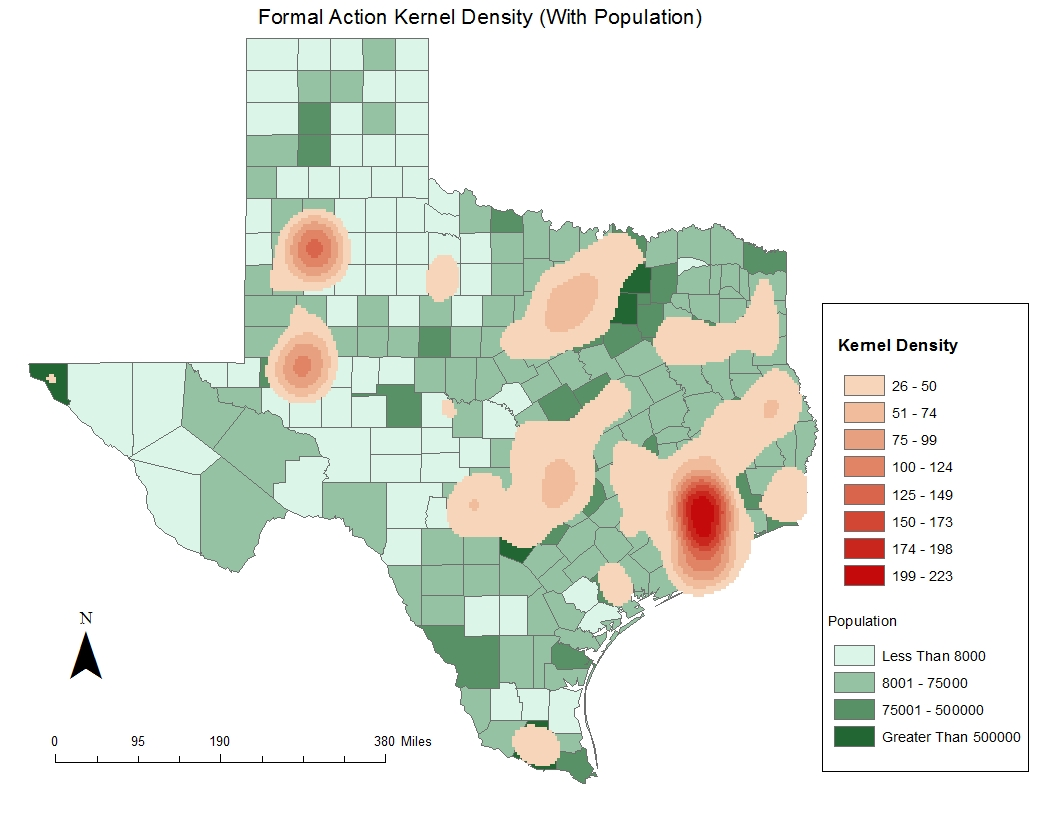 Formal Action Kernel Density (With Population)
Kernel Density
26 - 50
51 - 74
75 - 99
100 - 124
125 - 149
150 - 173
174 - 198
199 - 223
Population
Less Than 8000
8001 - 75000
75001 - 500000
Greater Than 500000
N
0 95 190 380 Miles